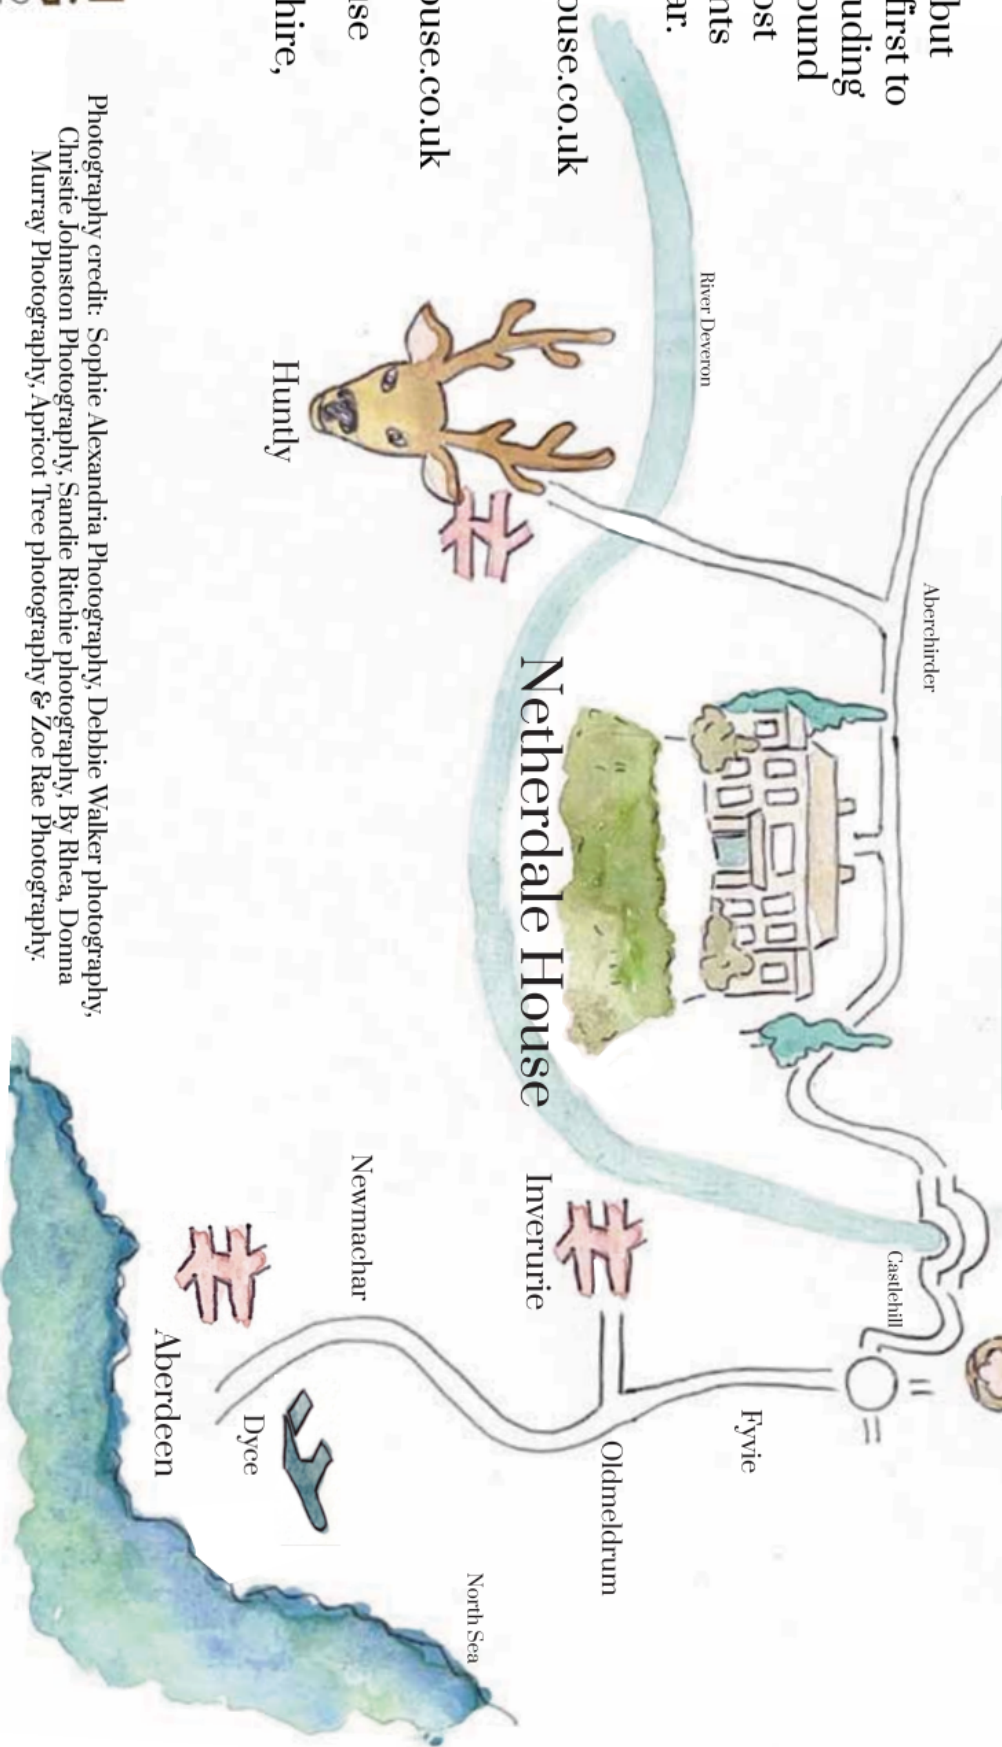 but
first to
uding
ound
ost
nts
ar.
ouse.co.uk
ouse.co.uk
se
hire,
River Deveron
Aberchirder
Huntly
Netherdale House
Castlehill
Fyvie
Oldmeldrum
Inverurie
Newmachar
Dyce
Aberdeen
North Sea
Photography credit: Sophie Alexandria Photography, Debbie Walker photography,
Christie Johnston Photography, Sandie Ritchie photography, By Rhea, Donna
Murray Photography, Apricot Tree photography & Zoe Rae Photography.